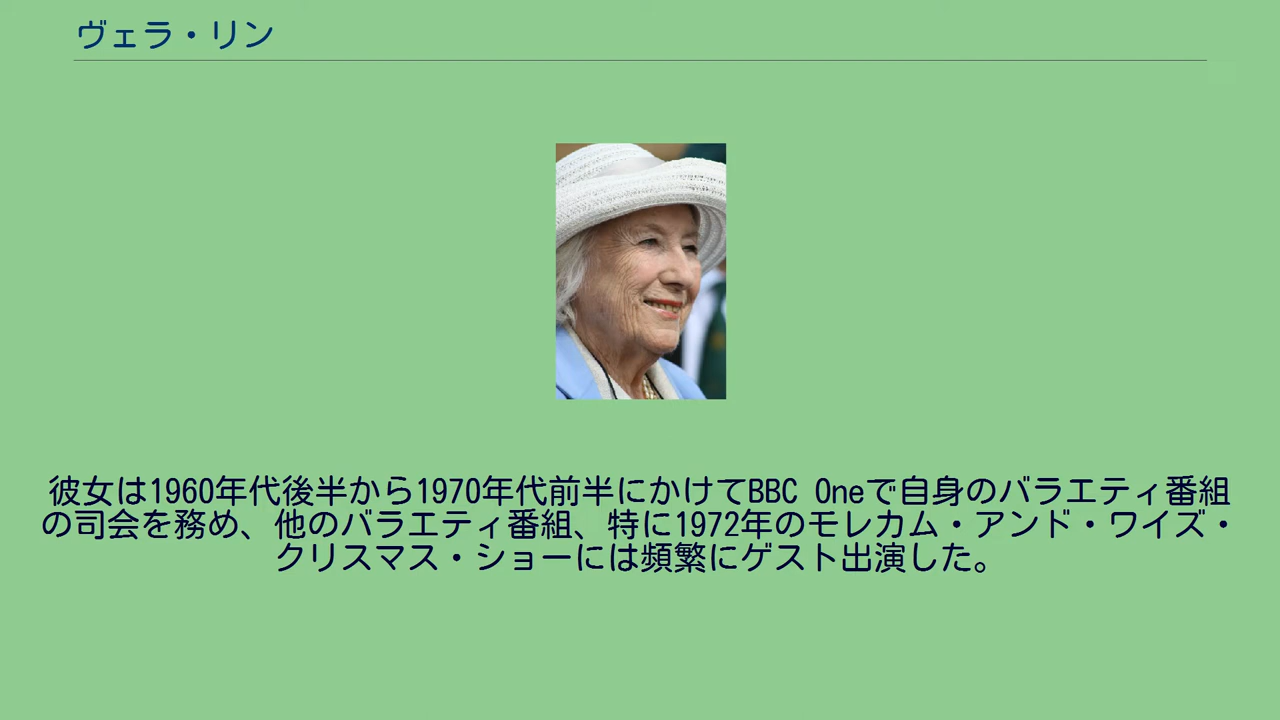 ヴェラ・リン
彼女は1960年代後半から1970年代前半にかけてBBC Oneで自身のバラエティ番組
の司会を務め、他のバラエティ番組、特に1972年のモレカム・アンド・ワイズ・
クリスマス・ショーには頻繁にゲスト出演した。